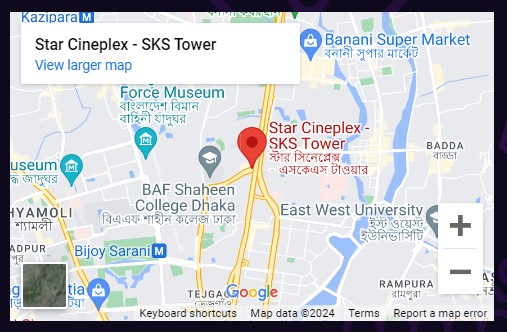 Kazipara M
Star Cineplex - SKS Tower
View larger map
Banani Super Market
বনানী সুপার মার্কেট
Force Museum
বাংলাদেশ বিমান
বাহিনী যাদুঘর
Star Cineplex -
SKS Tower
স্টার সিনেপ্লেক্স
- এসকেএস টাওয়ার
BADDA
বাড্ডা
useum
দ্ধ জাদুঘর
BAF Shaheen
College Dhaka
বিএএফ শাহীন কলেজ ঢাকা
HYAMOLI
শ্যামলী
East West University
ইস্ট ওয়েস্ট
ইউনিভার্সিটি
ADPUR
দপুর
Bijoy Sarani M
RAMPURA
রামপুরা
TEJGA
Google
Keyboard shortcuts
Map data ©2024
Terms
Report a map error